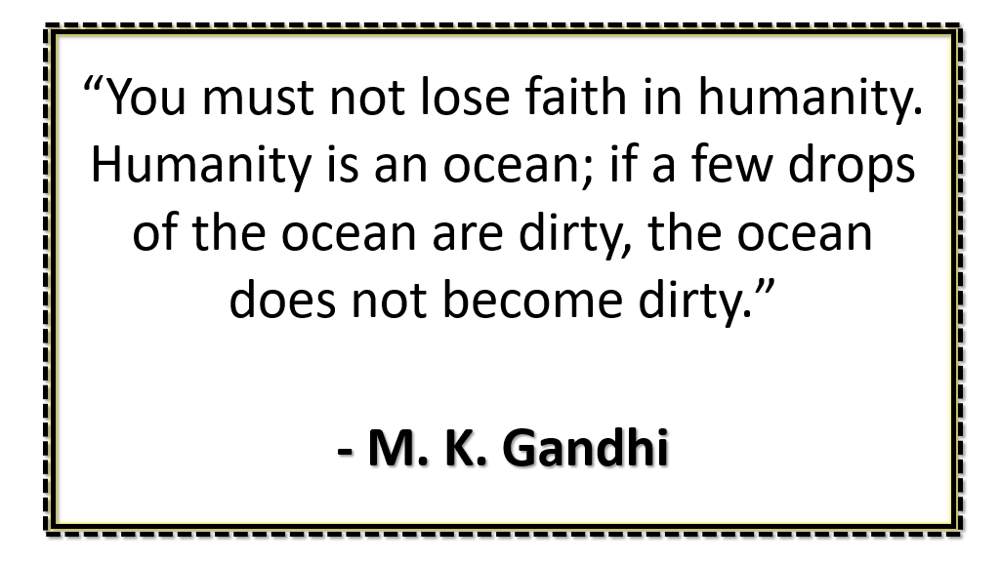 “You must not lose faith in humanity.
Humanity is an ocean; if a few drops
of the ocean are dirty, the ocean
does not become dirty.”
- M. K. Gandhi